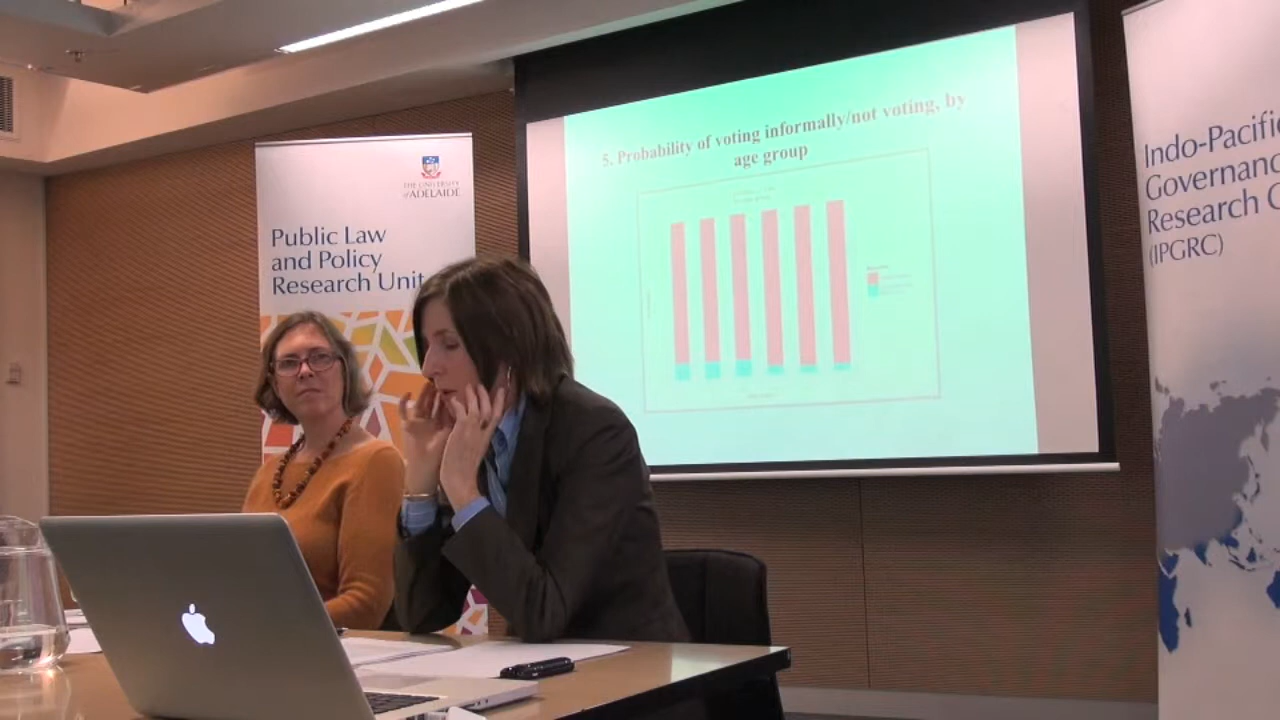 THE UNIVERSITY
of ADELAIDE
Public Law
and Policy
Research Unit
5. Probability of voting informally/not voting, by
age group
Indo-Pacific
Governance
Research C
(IPGRC)